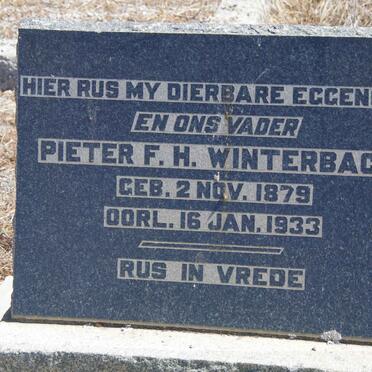 HIER RUS MY DIERBARE EGGEN
EN ONS VADER
PIETER F. H. WINTERBAC
GEB. 2 NOV. 1879
OORL. 16 JAN. 1933
RUS IN VREDE